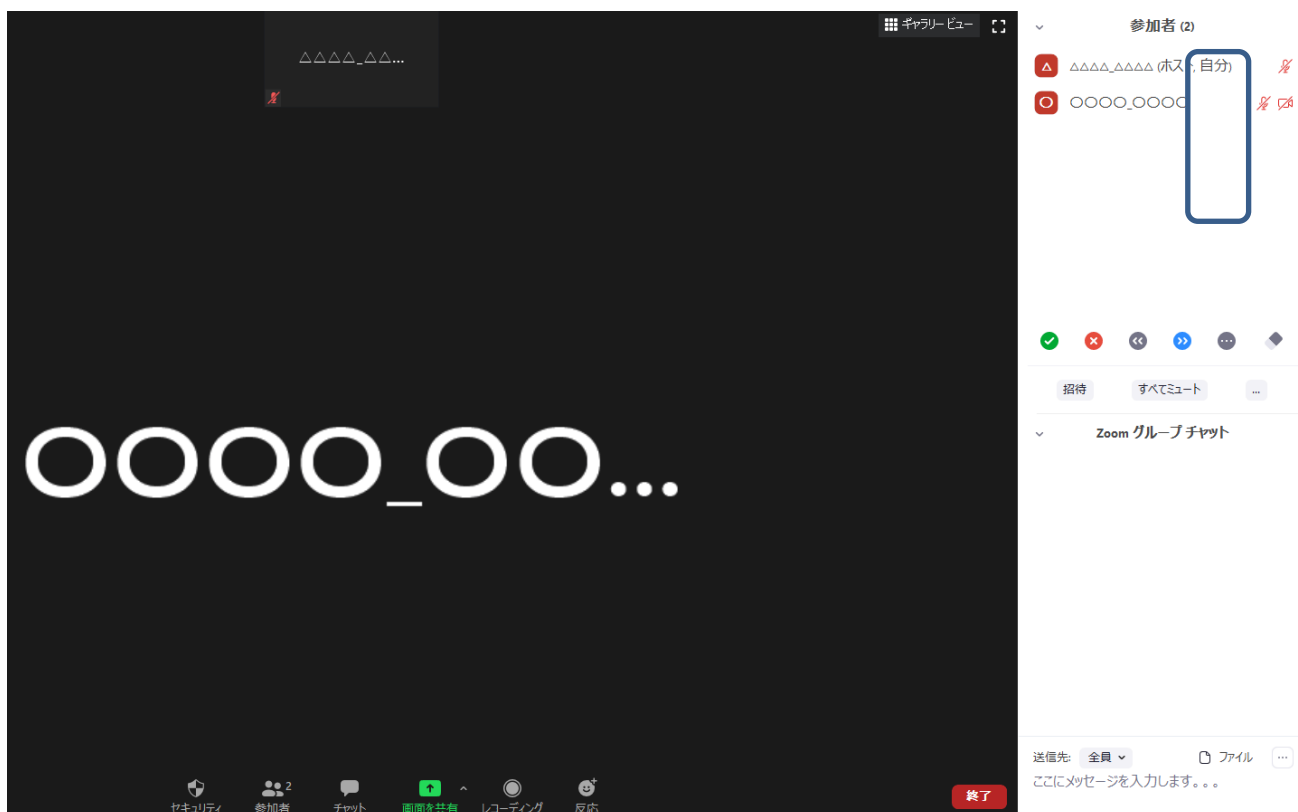 ギャラリービュー
△△△△_△△...
〇〇〇〇_〇〇...
セキュリティ
参加者 2
チャット
画面を共有
レコーディング
反応
終了
参加者 (2)
△ △△△△_△△△△ (ホスト, 自分)
〇 〇〇〇〇_〇〇〇〇
招待 すべてミュート ...
Zoom グループ チャット
送信先: 全員 ファイル ...
ここにメッセージを入力します。。。